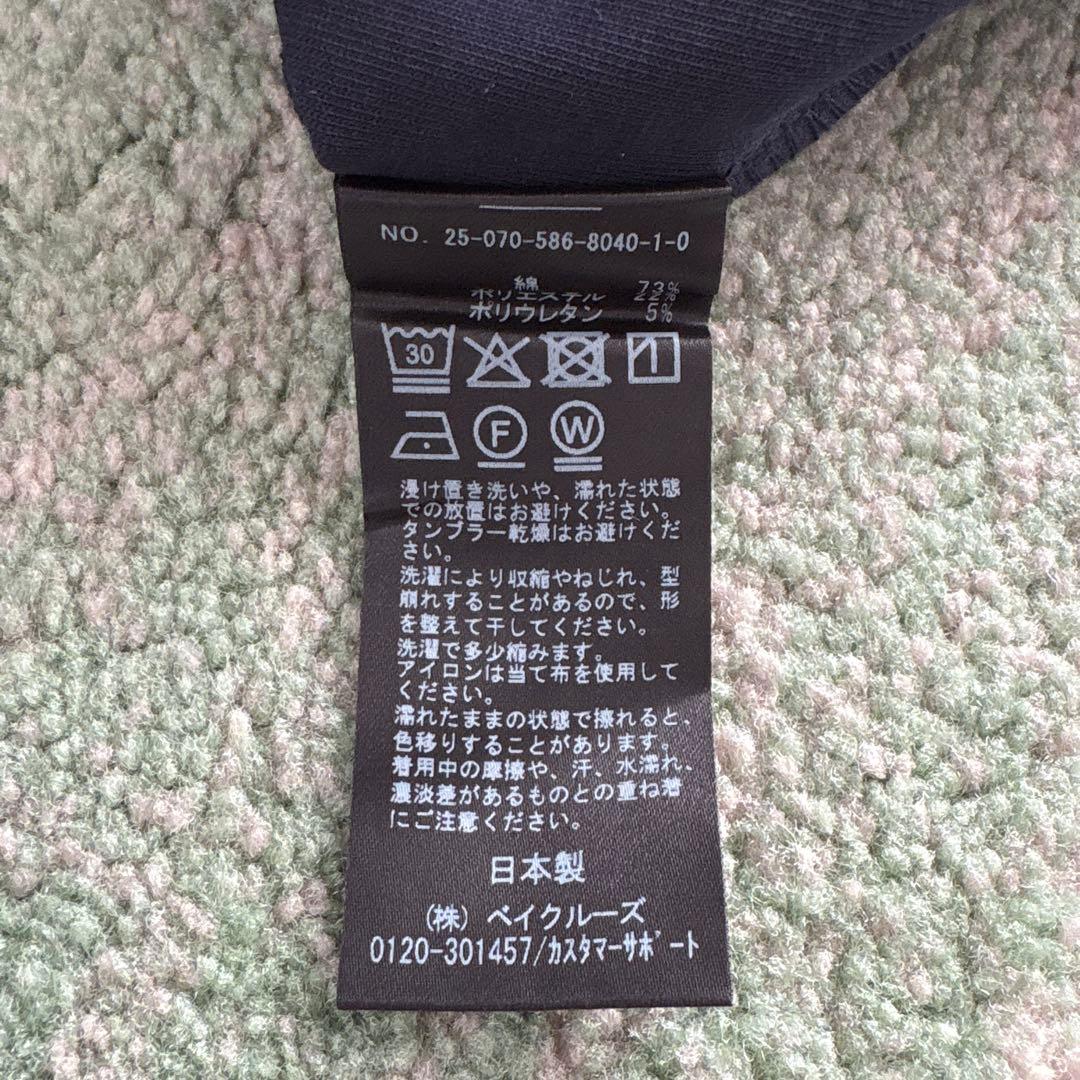 NO. 25-070-586-8040-1-0
綿 73%
ポリエステル 22%
ポリウレタン 5%
30
F W
浸け置き洗いや、濡れた状態
での放置はお避けください。
タンブラー乾燥はお避けくだ
さい。
洗濯により収縮やねじれ、型
崩れすることがあるので、形
を整えて干してください。
洗濯で多少縮みます。
アイロンは当て布を使用して
ください。
濡れたままの状態で擦れると、
色移りすることがあります。
着用中の摩擦や、汗、水濡れ、
濃淡差があるものとの重ね着
にご注意ください。
日本製
(株) ベイクルーズ
0120-301457/カスタマーサポート